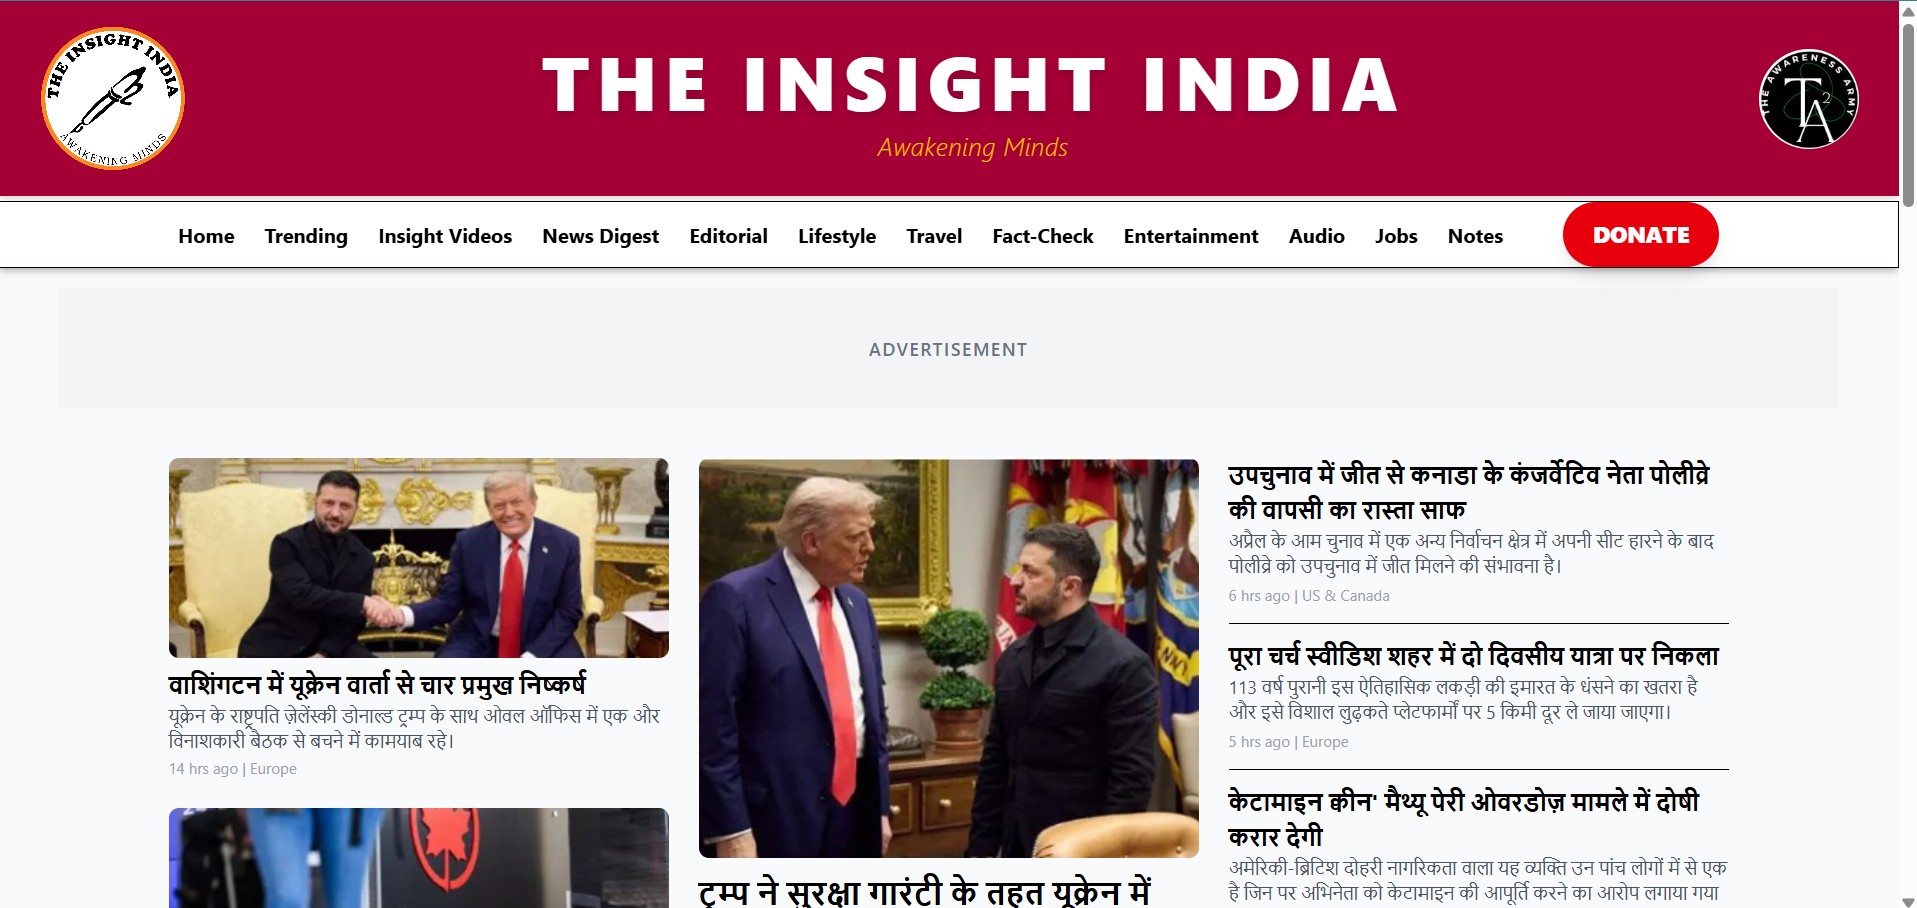 THE INSIGHT INDIA
AWAKENING MINDS
THE INSIGHT INDIA
Awakening Minds
THE AWARENESS ARMY
TA2
Home Trending Insight Videos News Digest Editorial Lifestyle Travel Fact-Check Entertainment Audio Jobs Notes DONATE
ADVERTISEMENT
वाशिंगटन में यूक्रेन वार्ता से चार प्रमुख निष्कर्ष
यूक्रेन के राष्ट्रपति ज़ेलेंस्की डोनाल्ड ट्रम्प के साथ ओवल ऑफिस में एक और
विनाशकारी बैठक से बचने में कामयाब रहे।
14 hrs ago | Europe
ट्रम्प ने सुरक्षा गारंटी के तहत यूक्रेन में
उपचुनाव में जीत से कनाडा के कंजर्वेटिव नेता पोलीव्रे
की वापसी का रास्ता साफ
अप्रैल के आम चुनाव में एक अन्य निर्वाचन क्षेत्र में अपनी सीट हारने के बाद
पोलीव्रे को उपचुनाव में जीत मिलने की संभावना है।
6 hrs ago | US & Canada
पूरा चर्च स्वीडिश शहर में दो दिवसीय यात्रा पर निकला
113 वर्ष पुरानी इस ऐतिहासिक लकड़ी की इमारत के धंसने का खतरा है
और इसे विशाल लुढ़कते प्लेटफार्मों पर 5 किमी दूर ले जाया जाएगा।
5 hrs ago | Europe
केटामाइन क्वीन' मैथ्यू पेरी ओवरडोज़ मामले में दोषी
करार देगी
अमेरिकी-ब्रिटिश दोहरी नागरिकता वाला यह व्यक्ति उन पांच लोगों में से एक
है जिन पर अभिनेता को केटामाइन की आपूर्ति करने का आरोप लगाया गया